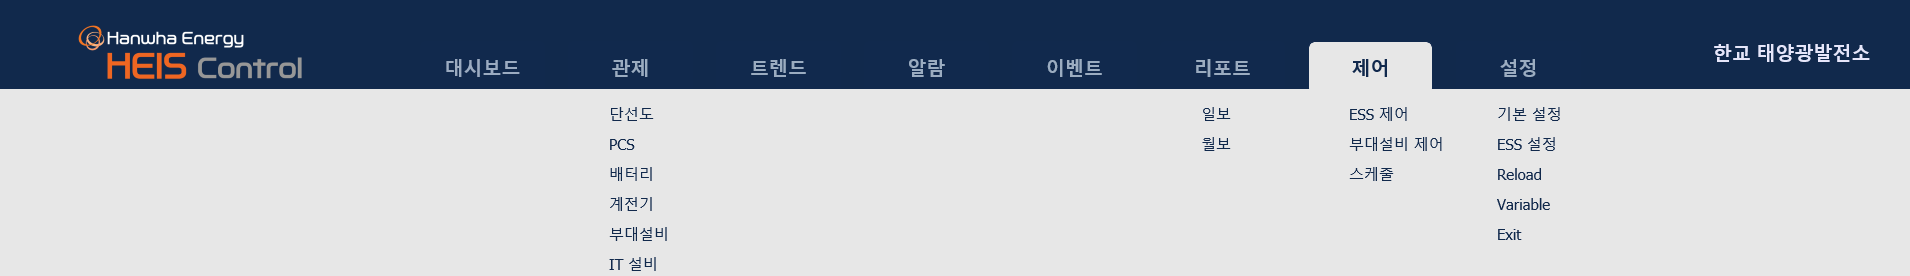 Hanwha Energy
HEIS Control
대시보드 관제 트렌드 알람 이벤트 리포트 제어 설정 한교 태양광발전소
단선도 일보 ESS 제어 기본 설정
PCS 월보 부대설비 제어 ESS 설정
배터리 스케줄 Reload
계전기 Variable
부대설비 Exit
IT 설비